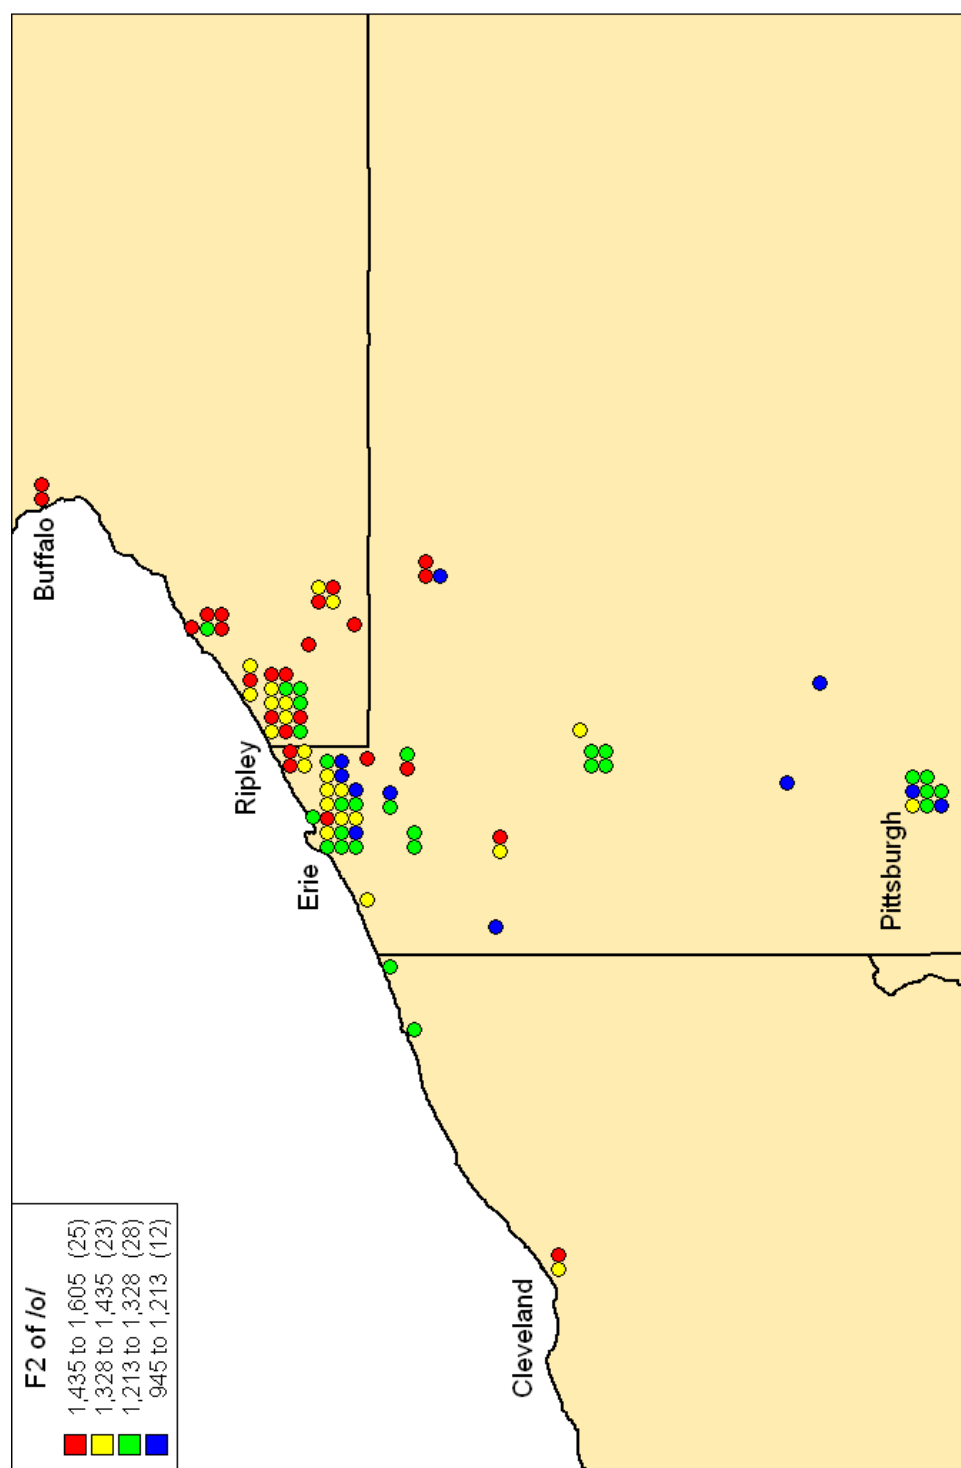 F2 of /o/
1,435 to 1,605 (25)
1,328 to 1,435 (23)
1,213 to 1,328 (28)
945 to 1,213 (12)
Buffalo
Ripley
Erie
Cleveland
Pittsburgh